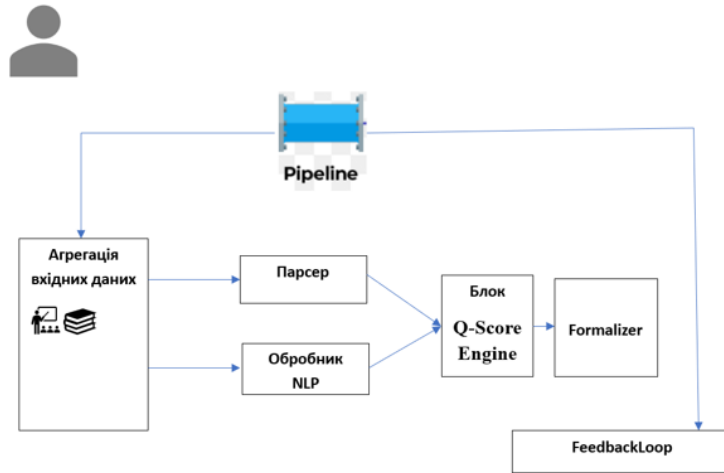 Pipeline
Агрегація
вхідних даних
Парсер
Обробник
NLP
Блок
Q-Score
Engine
Formalizer
FeedbackLoop